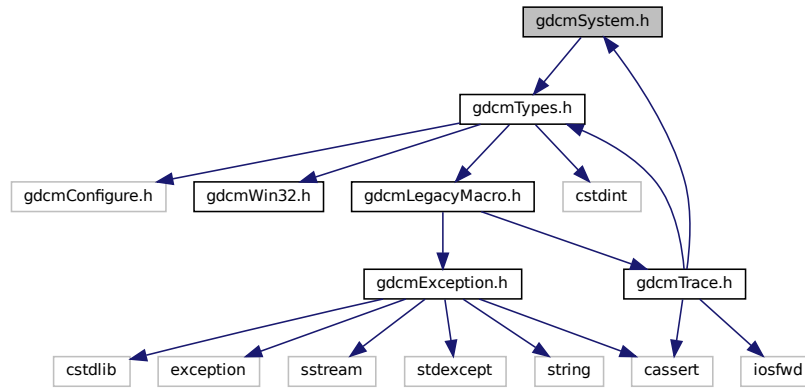 gdcmSystem.h
gdcmTypes.h
gdcmConfigure.h
gdcmWin32.h
gdcmLegacyMacro.h
cstdint
gdcmException.h
gdcmTrace.h
cstdlib
exception
sstream
stdexcept
string
cassert
iosfwd